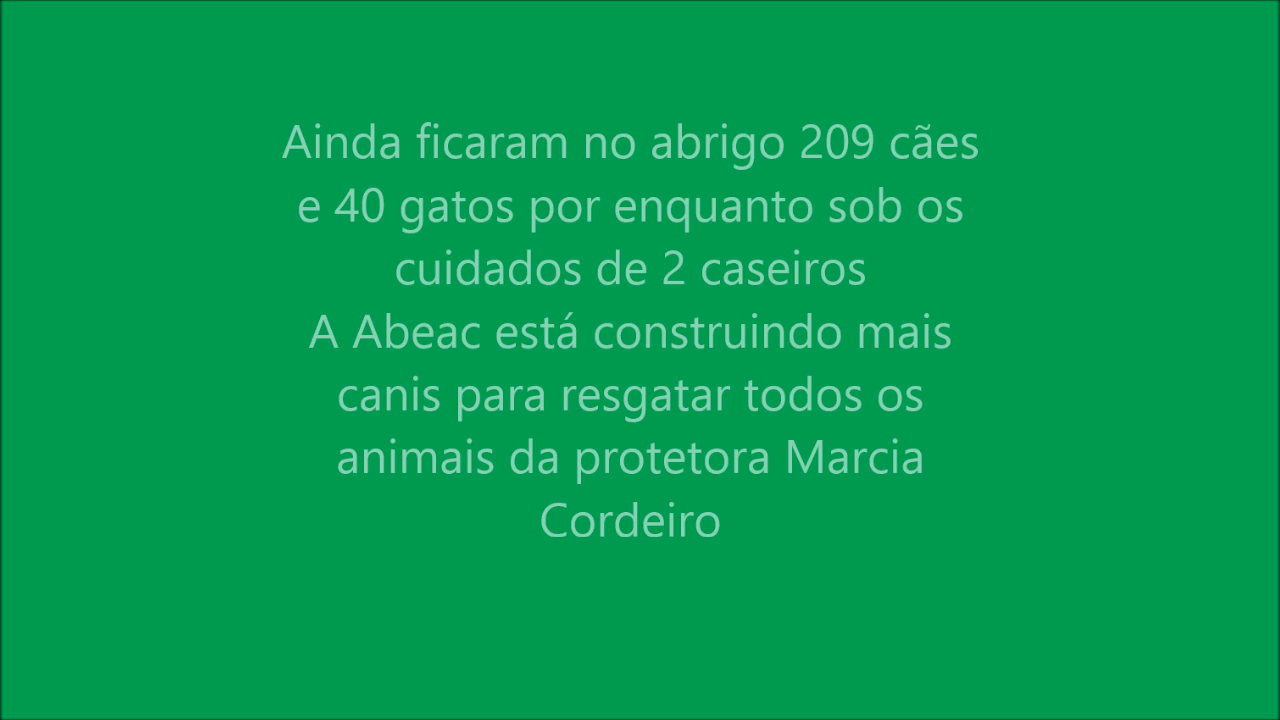 Ainda ficaram no abrigo 209 cães
e 40 gatos por enquanto sob os
cuidados de 2 caseiros
A Abeac está construindo mais
canis para resgatar todos os
animais da protetora Marcia
Cordeiro